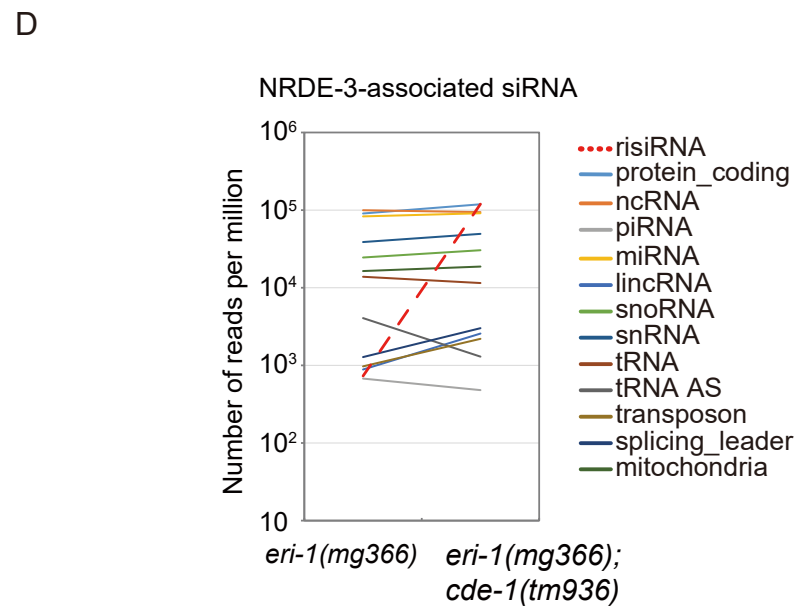 D
NRDE-3-associated siRNA
Number of reads per million
10⁶
10⁵
10⁴
10³
10²
10
eri-1(mg366)
eri-1(mg366);
cde-1(tm936)
risiRNA
protein_coding
ncRNA
piRNA
miRNA
lincRNA
snoRNA
snRNA
tRNA
tRNA AS
transposon
splicing_leader
mitochondria